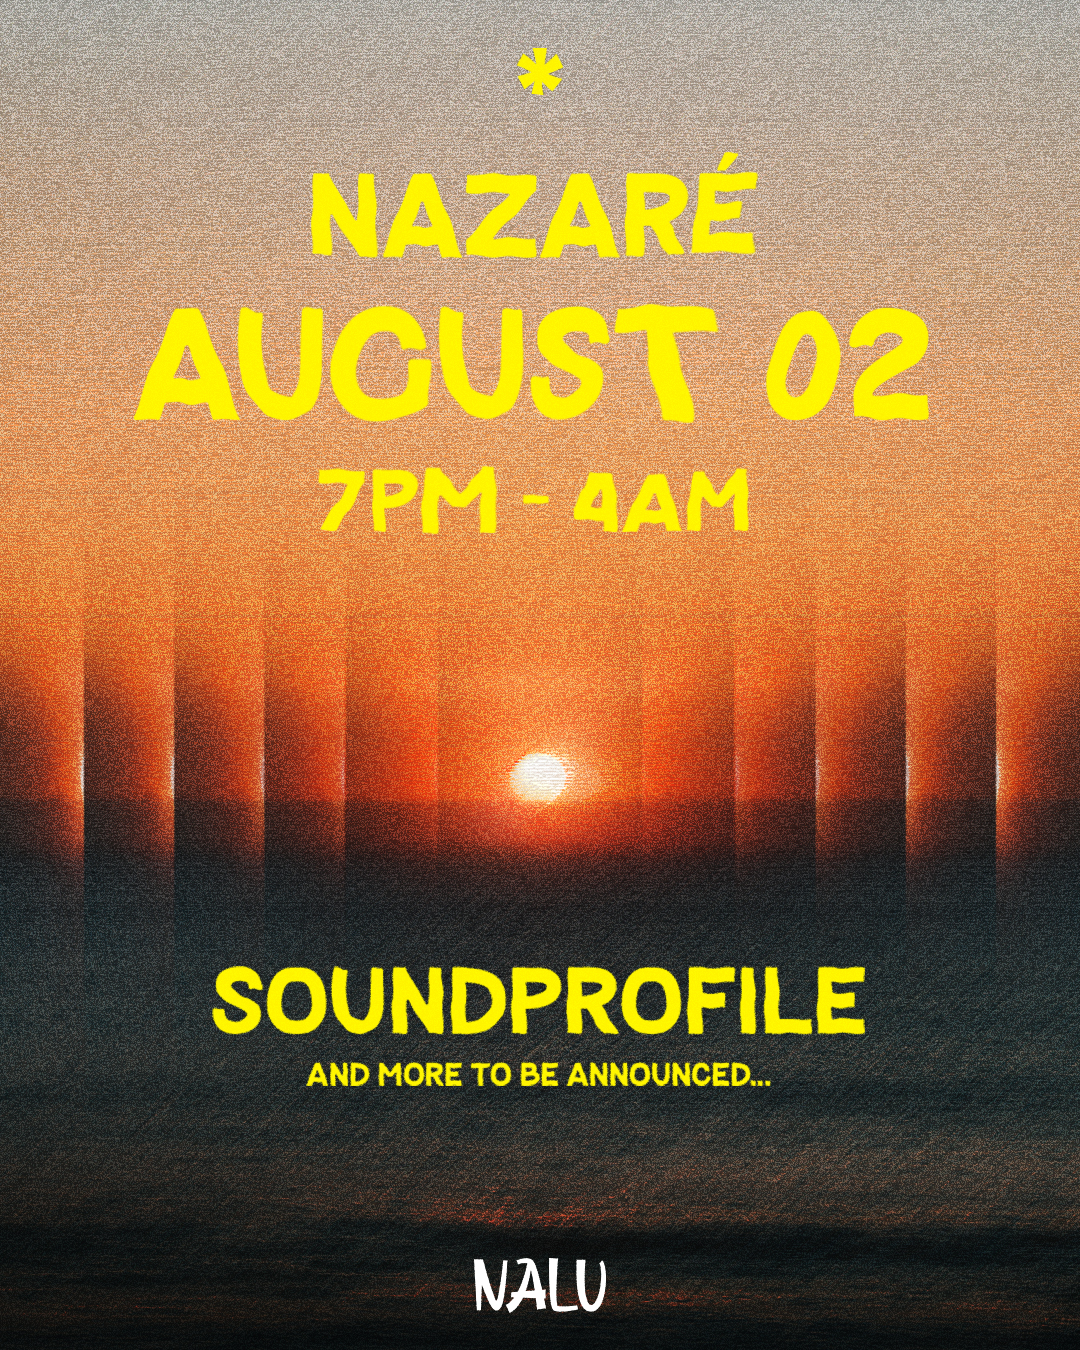 *
NAZARÉ
AUGUST 02
7PM - 4AM
SOUNDPROFILE
AND MORE TO BE ANNOUNCED...
NALU